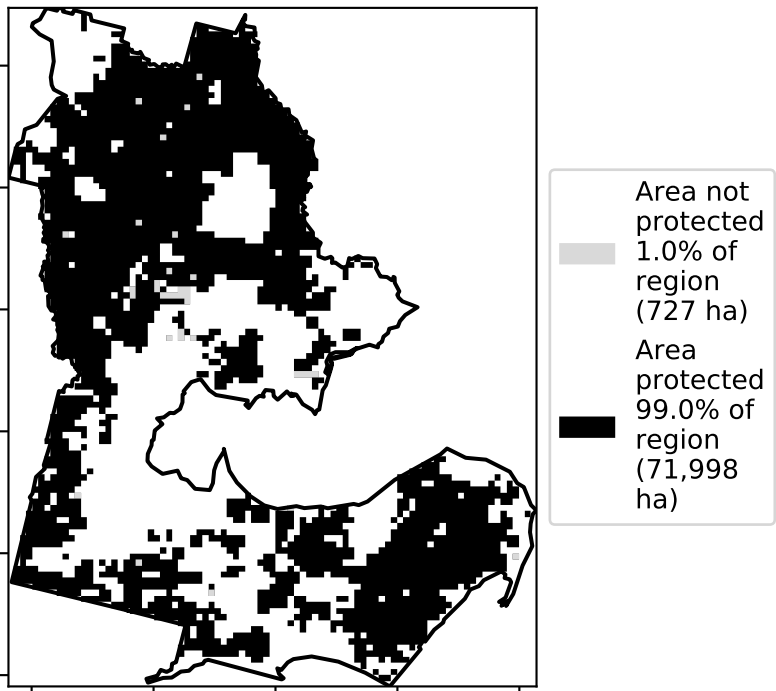 Area not
protected
1.0% of
region
(727 ha)
Area
protected
99.0% of
region
(71,998
ha)